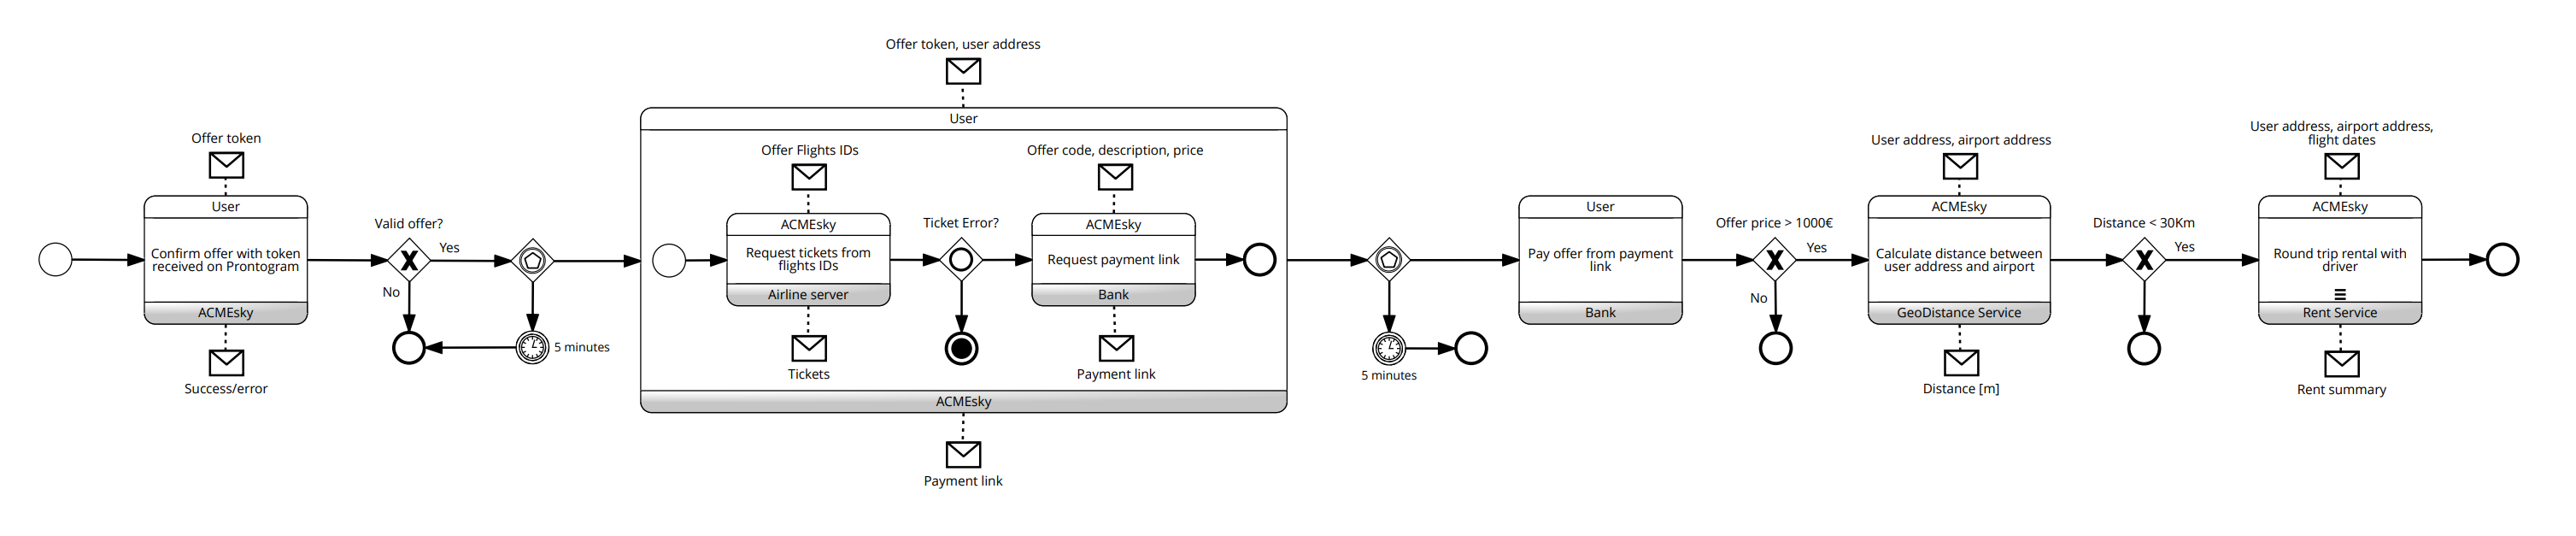 Offer token
User
Confirm offer with token
received on Prontogram
ACMEsky
Success/error
Valid offer?
Yes
No
5 minutes
Offer token, user address
User
Offer Flights IDs
ACMEsky
Request tickets from
flights IDs
Airline server
Tickets
Ticket Error?
Offer code, description, price
ACMEsky
Request payment link
Bank
Payment link
ACMEsky
Payment link
5 minutes
User
Pay offer from payment
link
Bank
Offer price > 1000€
Yes
No
User address, airport address
ACMEsky
Calculate distance between
user address and airport
GeoDistance Service
Distance [m]
Distance < 30Km
Yes
User address, airport address,
flight dates
ACMEsky
Round trip rental with
driver
Rent Service
Rent summary